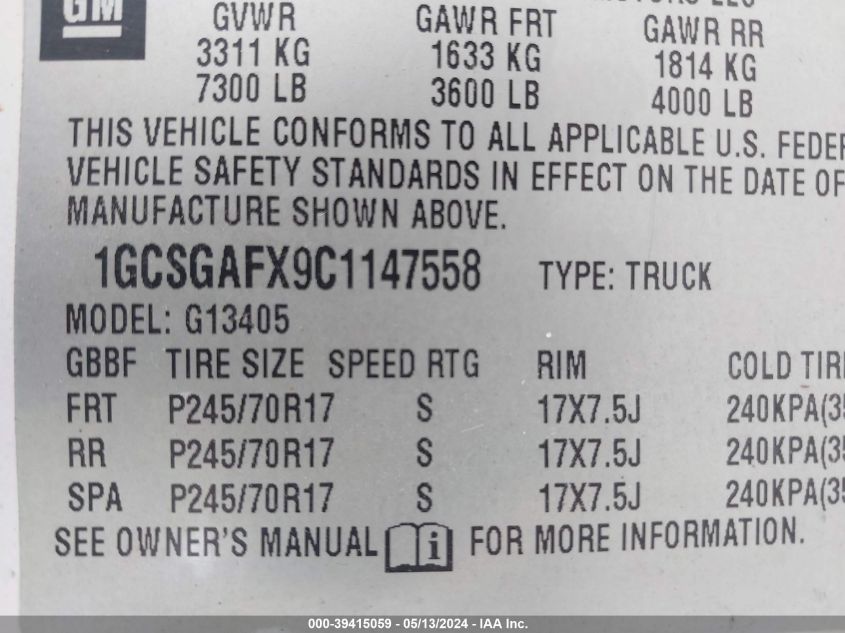 GM
GVWR GAWR FRT GAWR RR
3311 KG 1633 KG 1814 KG
7300 LB 3600 LB 4000 LB
THIS VEHICLE CONFORMS TO ALL APPLICABLE U.S. FEDER
VEHICLE SAFETY STANDARDS IN EFFECT ON THE DATE OF
MANUFACTURE SHOWN ABOVE.
1GCSGAFX9C1147558 TYPE: TRUCK
MODEL: G13405
GBBF TIRE SIZE SPEED RTG RIM COLD TIR
FRT P245/70R17 S 17X7.5J 240KPA(35
RR P245/70R17 S 17X7.5J 240KPA(35
SPA P245/70R17 S 17X7.5J 240KPA(35
SEE OWNER'S MANUAL i FOR MORE INFORMATION.
000-39415059 - 05/13/2024 - IAA Inc.